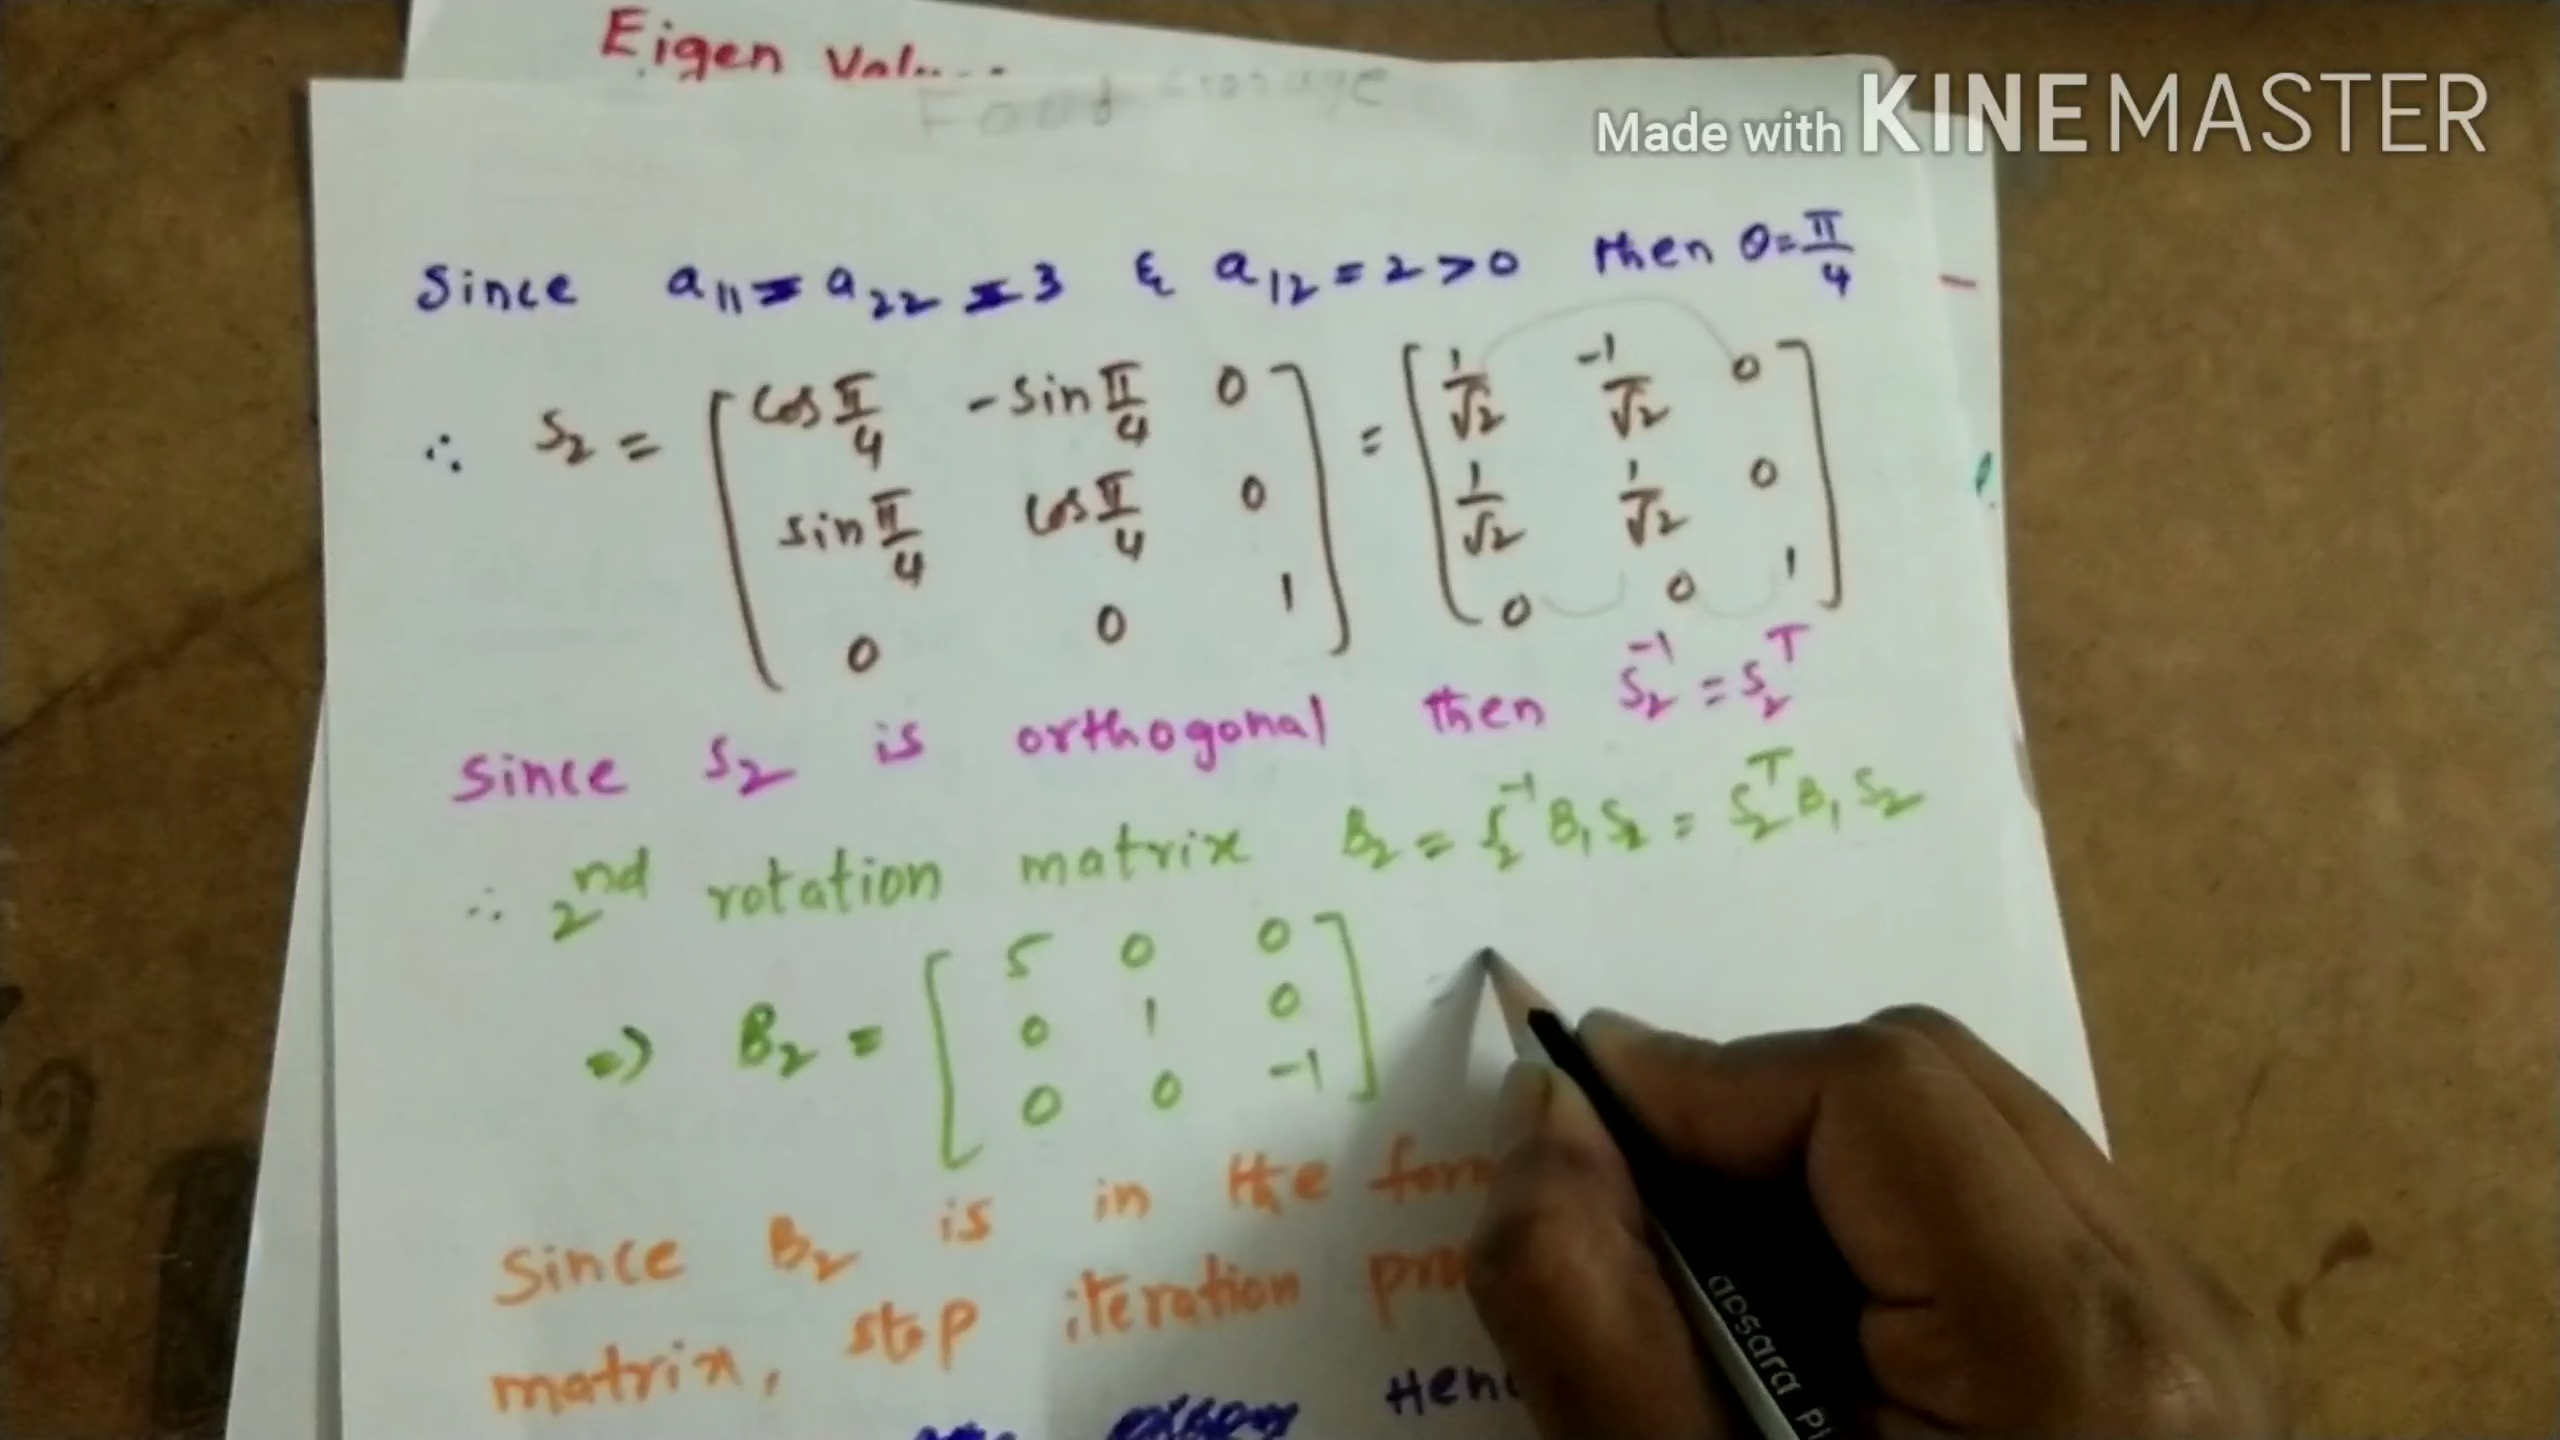 Eigen
Made with KINEMASTER
Since a₁₁ = a₂₂ = 3 & a₁₂ = 2 > 0 then θ = π/4
∴ S₂ = [ cos π/4 -sin π/4 0 ] = [ 1/√2 -1/√2 0 ]
[ sin π/4 cos π/4 0 ] [ 1/√2 1/√2 0 ]
[ 0 0 1 ] [ 0 0 1 ]
Since S₂ is orthogonal then S₂⁻¹ = S₂ᵀ
∴ 2nd rotation matrix B₂ = S₂⁻¹ B₁ S₂ = S₂ᵀ B₁ S₂
⇒ B₂ = [ 5 0 0 ]
[ 0 1 0 ]
[ 0 0 -1 ]
Since B₂ is in the
matrix, stop iteration
apsara